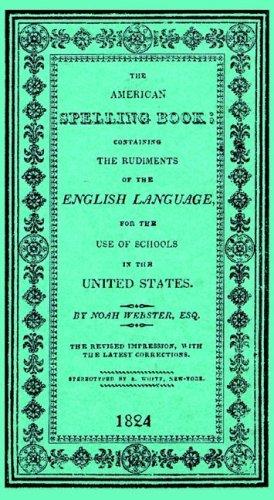 THE
AMERICAN
SPELLING BOOK:
CONTAINING
THE RUDIMENTS
OF THE
ENGLISH LANGUAGE,
FOR THE
USE OF SCHOOLS
IN THE
UNITED STATES.
BY NOAH WEBSTER, ESQ.
THE REVISED IMPRESSION, WITH
THE LATEST CORRECTIONS.
STEREOTYPED BY E. WHITE, NEW-YORK.
1824